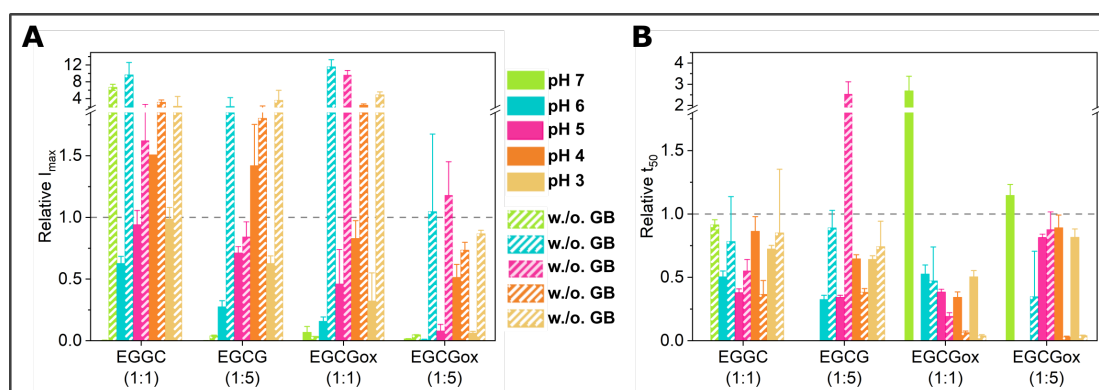 A
12
8
4
1.5
1.0
0.5
0.0
Relative Imax
EGGC
(1:1)
EGCG
(1:5)
EGCGox
(1:1)
EGCGox
(1:5)
pH 7
pH 6
pH 5
pH 4
pH 3
w./o. GB
w./o. GB
w./o. GB
w./o. GB
w./o. GB
B
4
3
2
1.5
1.0
0.5
0.0
Relative t50
EGGC
(1:1)
EGCG
(1:5)
EGCGox
(1:1)
EGCGox
(1:5)